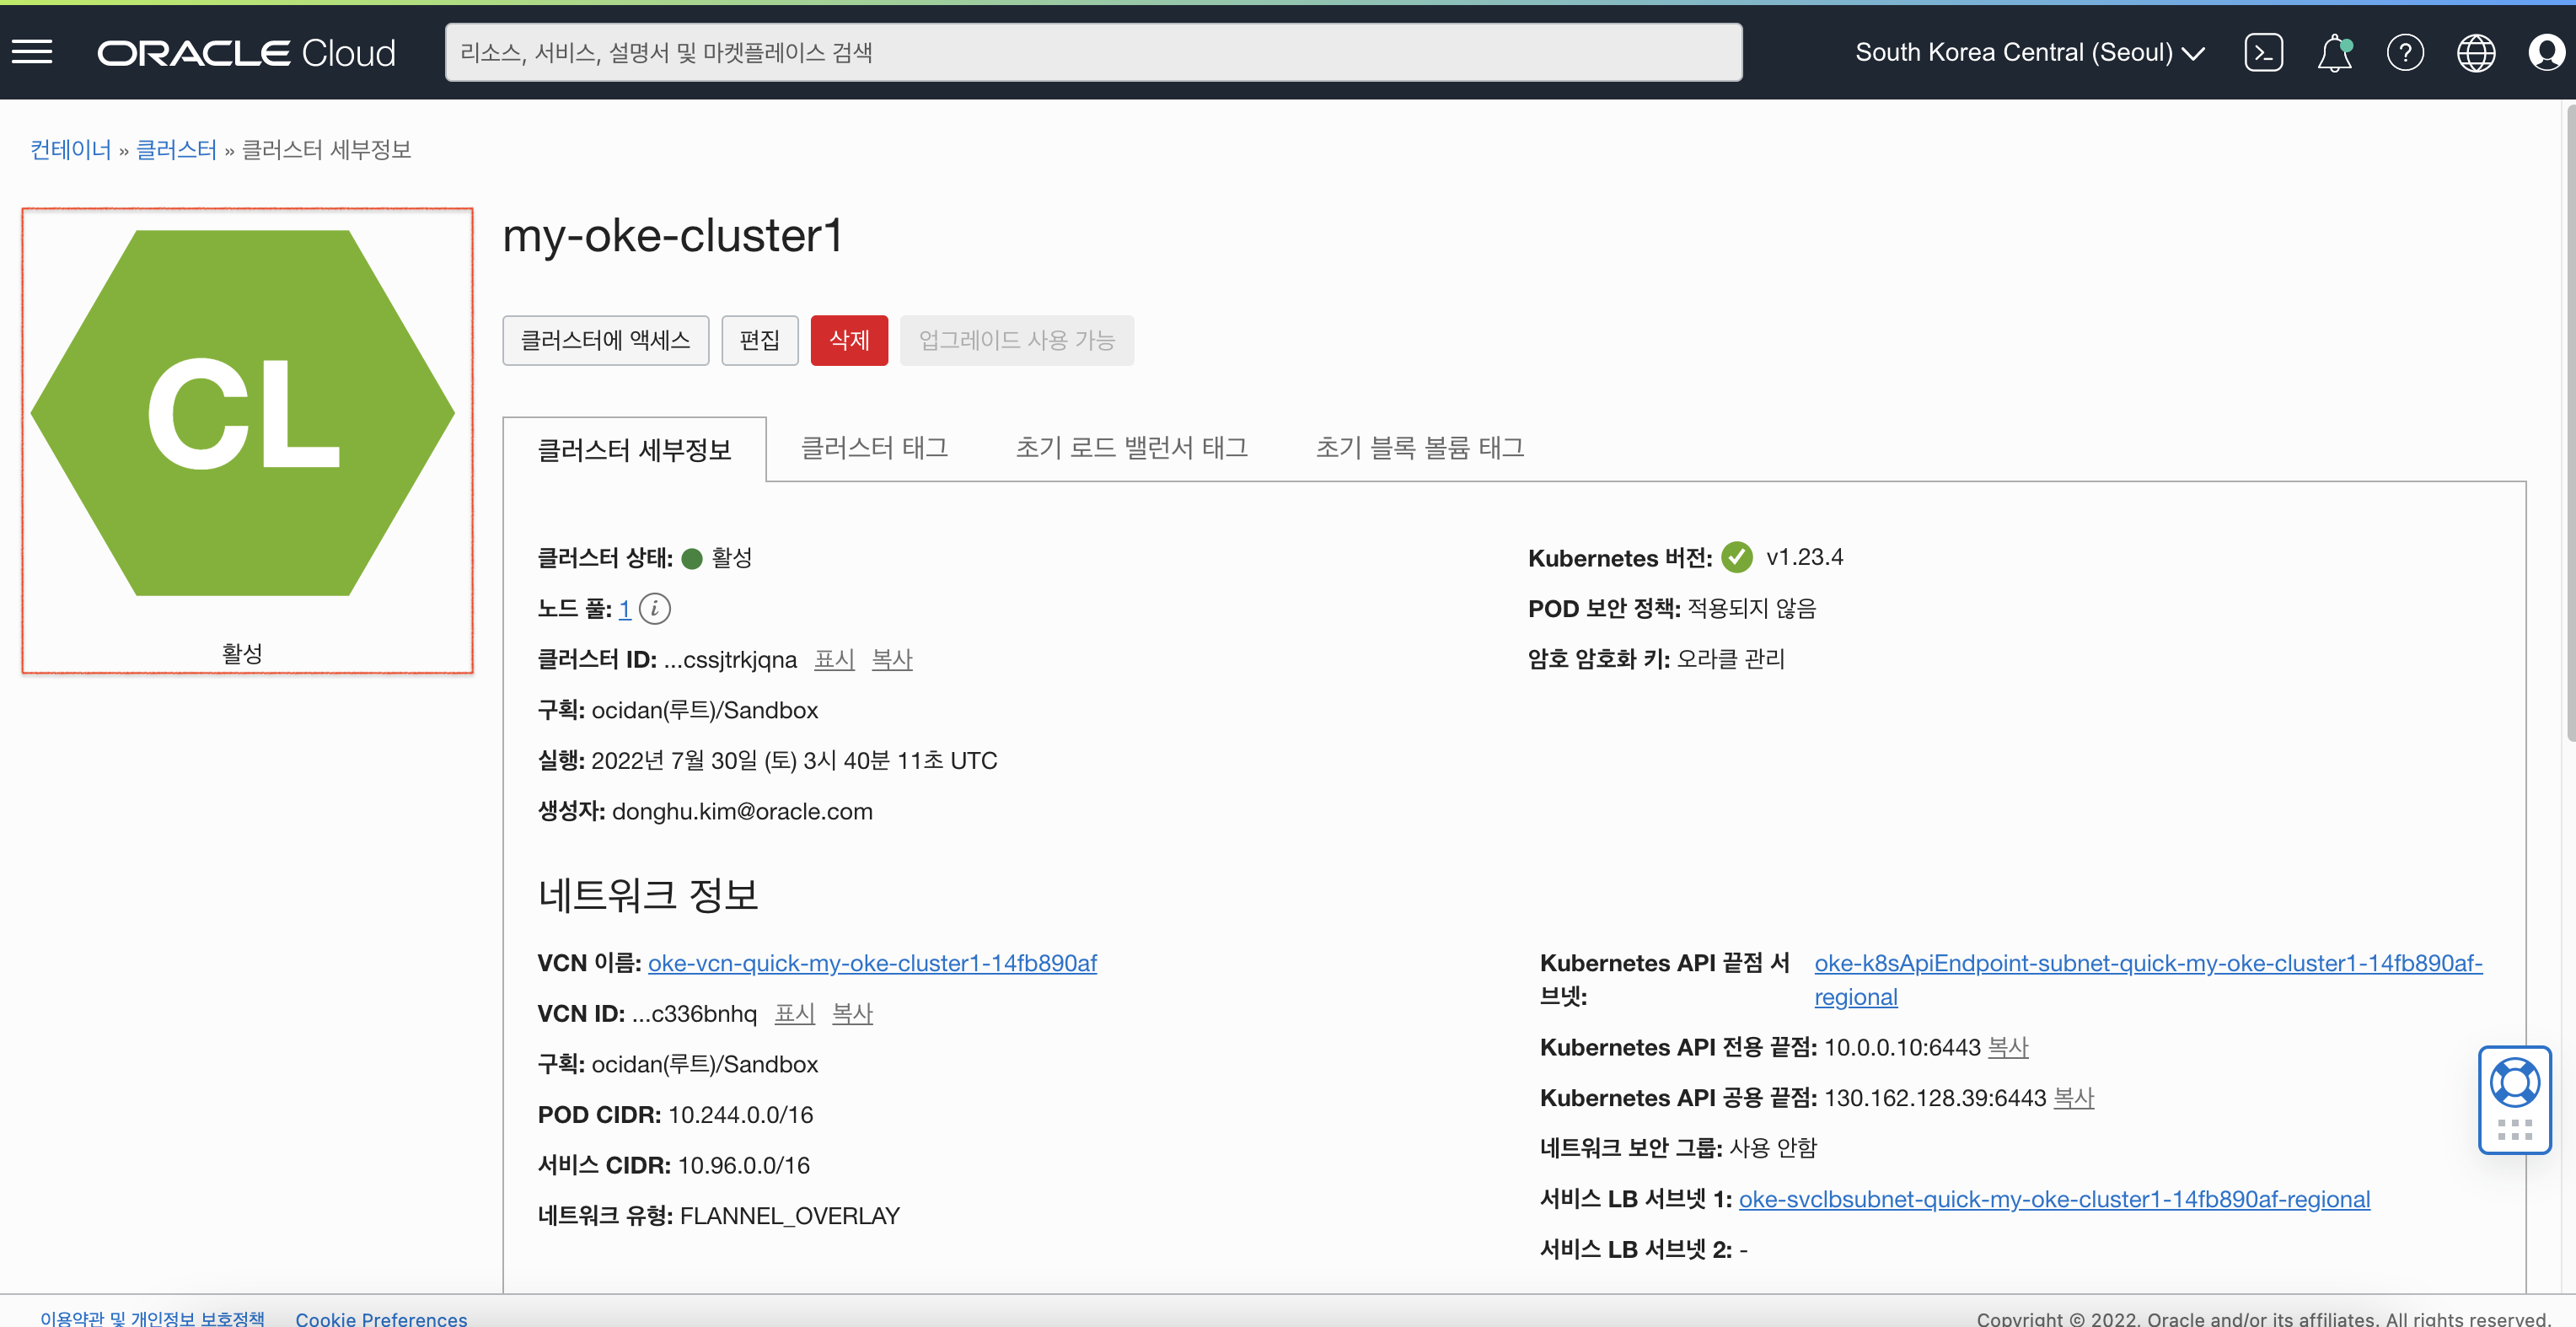 ORACLE Cloud
리소스, 서비스, 설명서 및 마켓플레이스 검색
South Korea Central (Seoul)
컨테이너 » 클러스터 » 클러스터 세부정보
CL
활성
my-oke-cluster1
클러스터에 액세스 편집 삭제 업그레이드 사용 가능
클러스터 세부정보 클러스터 태그 초기 로드 밸런서 태그 초기 블록 볼륨 태그
클러스터 상태: 활성
노드 풀: 1 i
클러스터 ID: ...cssjtrkjqna 표시 복사
구획: ocidan(루트)/Sandbox
실행: 2022년 7월 30일 (토) 3시 40분 11초 UTC
생성자: donghu.kim@oracle.com
Kubernetes 버전: v1.23.4
POD 보안 정책: 적용되지 않음
암호 암호화 키: 오라클 관리
네트워크 정보
VCN 이름: oke-vcn-quick-my-oke-cluster1-14fb890af
VCN ID: ...c336bnhq 표시 복사
구획: ocidan(루트)/Sandbox
POD CIDR: 10.244.0.0/16
서비스 CIDR: 10.96.0.0/16
네트워크 유형: FLANNEL_OVERLAY
Kubernetes API 끝점 서 oke-k8sApiEndpoint-subnet-quick-my-oke-cluster1-14fb890af-
브넷: regional
Kubernetes API 전용 끝점: 10.0.0.10:6443 복사
Kubernetes API 공용 끝점: 130.162.128.39:6443 복사
네트워크 보안 그룹: 사용 안함
서비스 LB 서브넷 1: oke-svclbsubnet-quick-my-oke-cluster1-14fb890af-regional
서비스 LB 서브넷 2: -
이용약관 및 개인정보 보호정책 Cookie Preferences
Copyright © 2022, Oracle and/or its affiliates. All rights reserved.